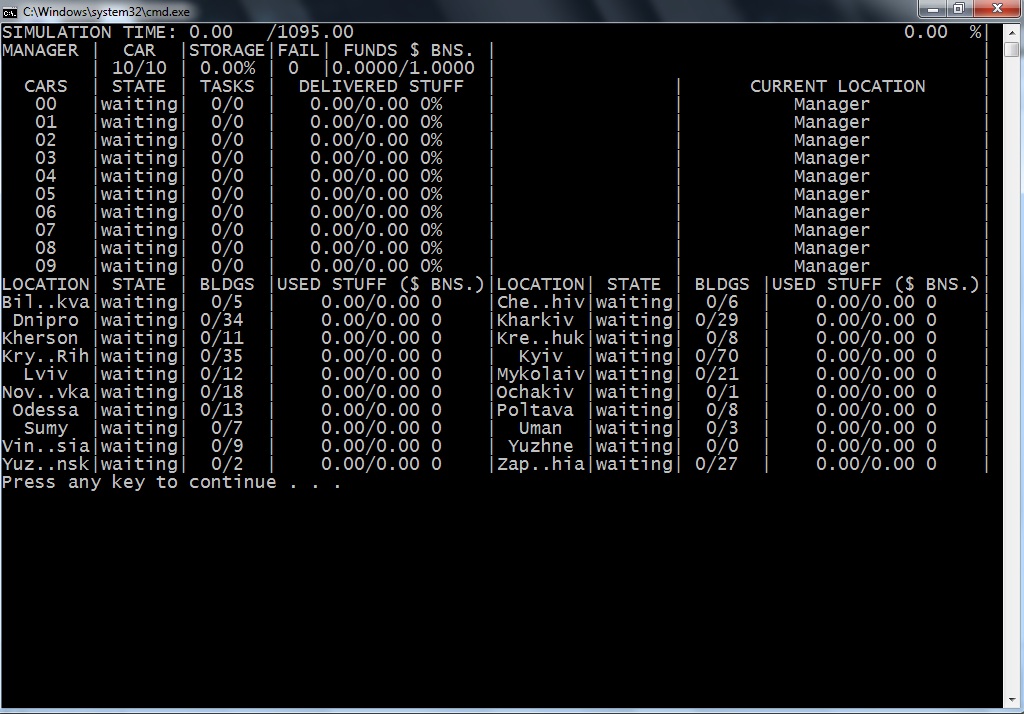 C:\Windows\system32\cmd.exe
SIMULATION TIME: 0.00 /1095.00 0.00 %|
MANAGER | CAR |STORAGE|FAIL| FUNDS $ BNS. | |
| 10/10 | 0.00% | 0 |0.0000/1.0000 | |
CARS | STATE | TASKS | DELIVERED STUFF | | CURRENT LOCATION |
00 |waiting| 0/0 | 0.00/0.00 0% | | Manager |
01 |waiting| 0/0 | 0.00/0.00 0% | | Manager |
02 |waiting| 0/0 | 0.00/0.00 0% | | Manager |
03 |waiting| 0/0 | 0.00/0.00 0% | | Manager |
04 |waiting| 0/0 | 0.00/0.00 0% | | Manager |
05 |waiting| 0/0 | 0.00/0.00 0% | | Manager |
06 |waiting| 0/0 | 0.00/0.00 0% | | Manager |
07 |waiting| 0/0 | 0.00/0.00 0% | | Manager |
08 |waiting| 0/0 | 0.00/0.00 0% | | Manager |
09 |waiting| 0/0 | 0.00/0.00 0% | | Manager |
LOCATION| STATE | BLDGS |USED STUFF ($ BNS.)|LOCATION| STATE | BLDGS |USED STUFF ($ BNS.)|
Bil..kva|waiting| 0/5 | 0.00/0.00 0 |Che..hiv|waiting| 0/6 | 0.00/0.00 0 |
Dnipro |waiting| 0/34 | 0.00/0.00 0 |Kharkiv |waiting| 0/29 | 0.00/0.00 0 |
Kherson |waiting| 0/11 | 0.00/0.00 0 |Kre..huk|waiting| 0/8 | 0.00/0.00 0 |
Kry..Rih|waiting| 0/35 | 0.00/0.00 0 | Kyiv |waiting| 0/70 | 0.00/0.00 0 |
Lviv |waiting| 0/12 | 0.00/0.00 0 |Mykolaiv|waiting| 0/21 | 0.00/0.00 0 |
Nov..vka|waiting| 0/18 | 0.00/0.00 0 |Ochakiv |waiting| 0/1 | 0.00/0.00 0 |
Odessa |waiting| 0/13 | 0.00/0.00 0 |Poltava |waiting| 0/8 | 0.00/0.00 0 |
Sumy |waiting| 0/7 | 0.00/0.00 0 | Uman |waiting| 0/3 | 0.00/0.00 0 |
Vin..sia|waiting| 0/9 | 0.00/0.00 0 | Yuzhne |waiting| 0/0 | 0.00/0.00 0 |
Yuz..nsk|waiting| 0/2 | 0.00/0.00 0 |Zap..hia|waiting| 0/27 | 0.00/0.00 0 |
Press any key to continue . . .